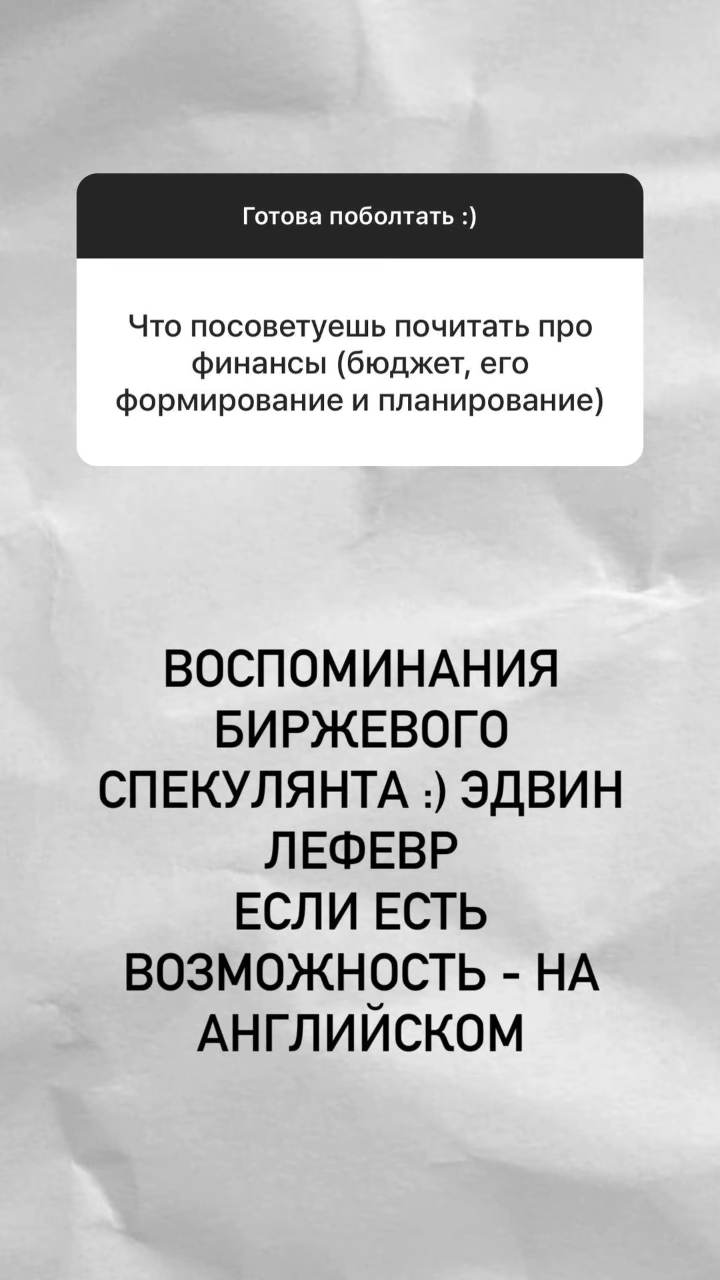 Готова поболтать :)
Что посоветуешь почитать про
финансы (бюджет, его
формирование и планирование)
ВОСПОМИНАНИЯ
БИРЖЕВОГО
СПЕКУЛЯНТА :) ЭДВИН
ЛЕФЕВР
ЕСЛИ ЕСТЬ
ВОЗМОЖНОСТЬ - НА
АНГЛИЙСКОМ